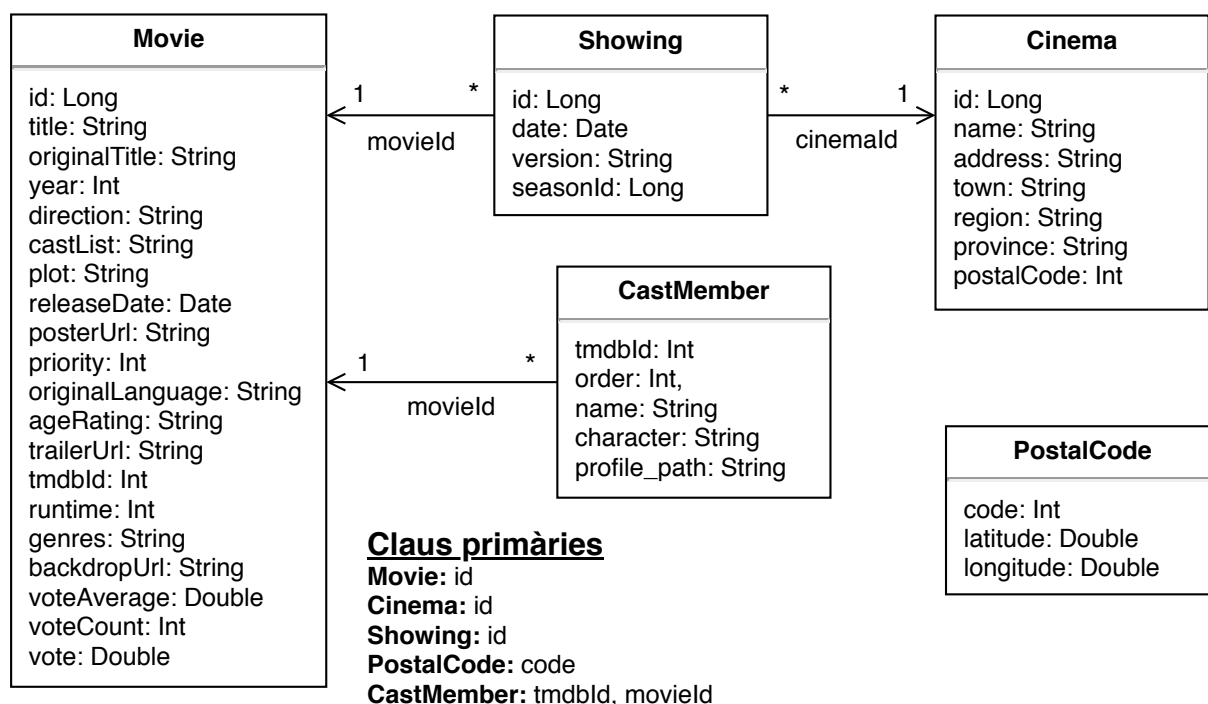 Movie
id: Long
title: String
originalTitle: String
year: Int
direction: String
castList: String
plot: String
releaseDate: Date
posterUrl: String
priority: Int
originalLanguage: String
ageRating: String
trailerUrl: String
tmdbId: Int
runtime: Int
genres: String
backdropUrl: String
voteAverage: Double
voteCount: Int
vote: Double
1 *
movieId
Showing
id: Long
date: Date
version: String
seasonId: Long
* 1
cinemaId
Cinema
id: Long
name: String
address: String
town: String
region: String
province: String
postalCode: Int
1 *
movieId
CastMember
tmdbId: Int
order: Int,
name: String
character: String
profile_path: String
PostalCode
code: Int
latitude: Double
longitude: Double
Claus primàries
Movie: id
Cinema: id
Showing: id
PostalCode: code
CastMember: tmdbId, movieId